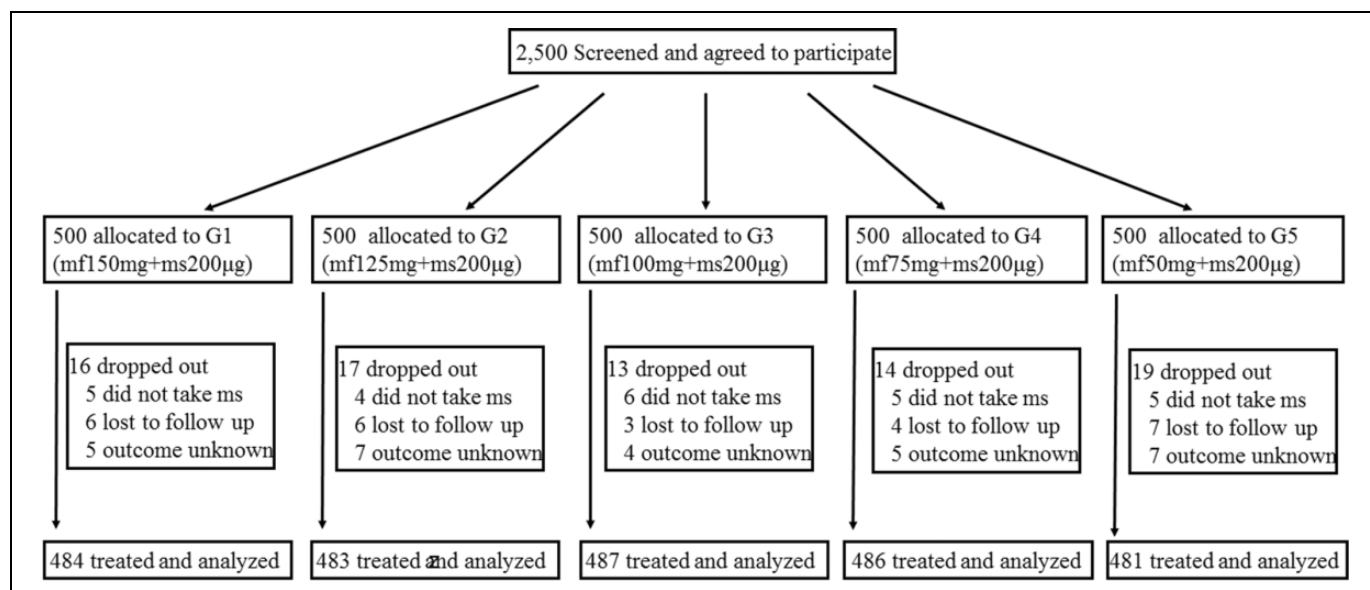 2,500 Screened and agreed to participate
500 allocated to G1
(mf150mg+ms200μg)
500 allocated to G2
(mf125mg+ms200μg)
500 allocated to G3
(mf100mg+ms200μg)
500 allocated to G4
(mf75mg+ms200μg)
500 allocated to G5
(mf50mg+ms200μg)
16 dropped out
5 did not take ms
6 lost to follow up
5 outcome unknown
17 dropped out
4 did not take ms
6 lost to follow up
7 outcome unknown
13 dropped out
6 did not take ms
3 lost to follow up
4 outcome unknown
14 dropped out
5 did not take ms
4 lost to follow up
5 outcome unknown
19 dropped out
5 did not take ms
7 lost to follow up
7 outcome unknown
484 treated and analyzed
483 treated and analyzed
487 treated and analyzed
486 treated and analyzed
481 treated and analyzed